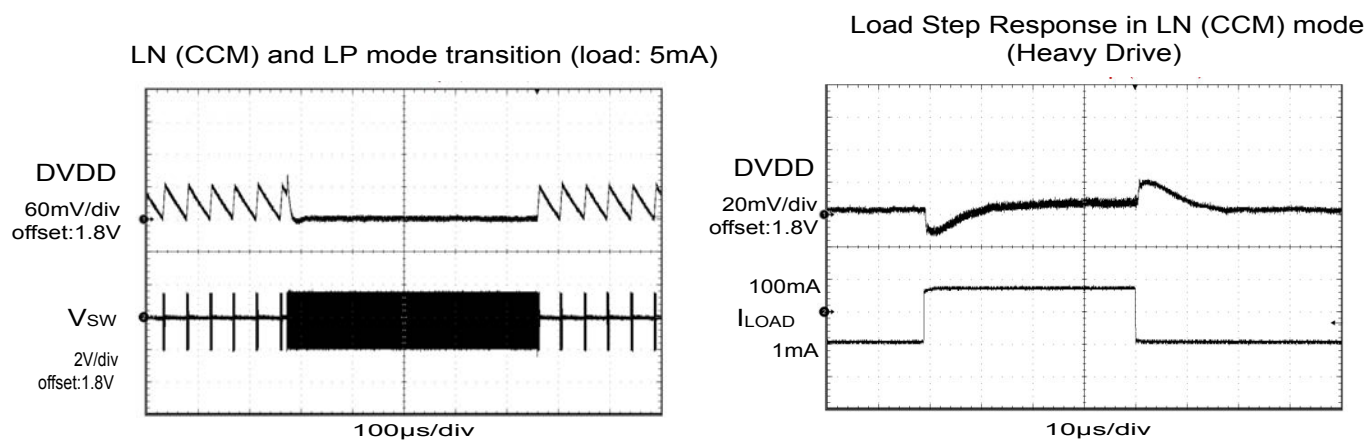 LN (CCM) and LP mode transition (load: 5mA)
DVDD
60mV/div
offset:1.8V
VSW
2V/div
offset:1.8V
100µs/div
Load Step Response in LN (CCM) mode
(Heavy Drive)
DVDD
20mV/div
offset:1.8V
100mA
ILOAD
1mA
10µs/div